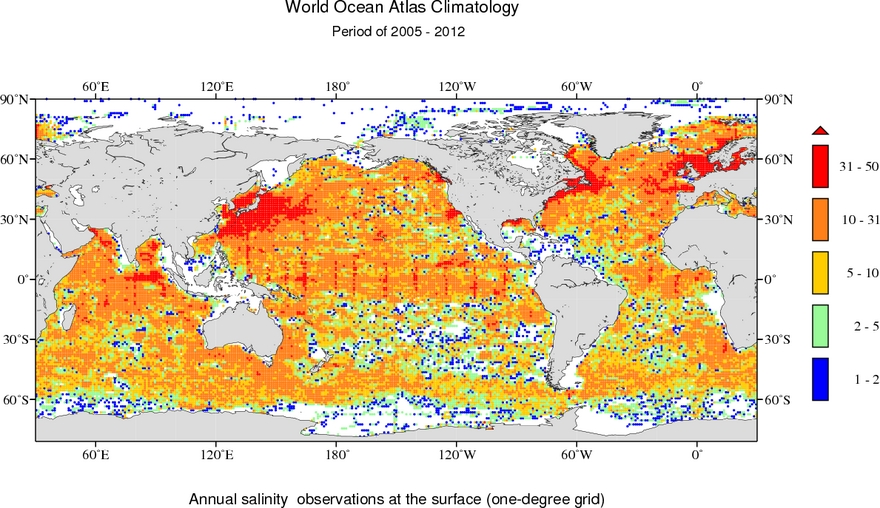 World Ocean Atlas Climatology
Period of 2005 - 2012
60°E 120°E 180° 120°W 60°W 0°
90°N 90°N
60°N 60°N
30°N 30°N
0° 0°
30°S 30°S
60°S 60°S
60°E 120°E 180° 120°W 60°W 0°
31 - 50
10 - 31
5 - 10
2 - 5
1 - 2
Annual salinity observations at the surface (one-degree grid)